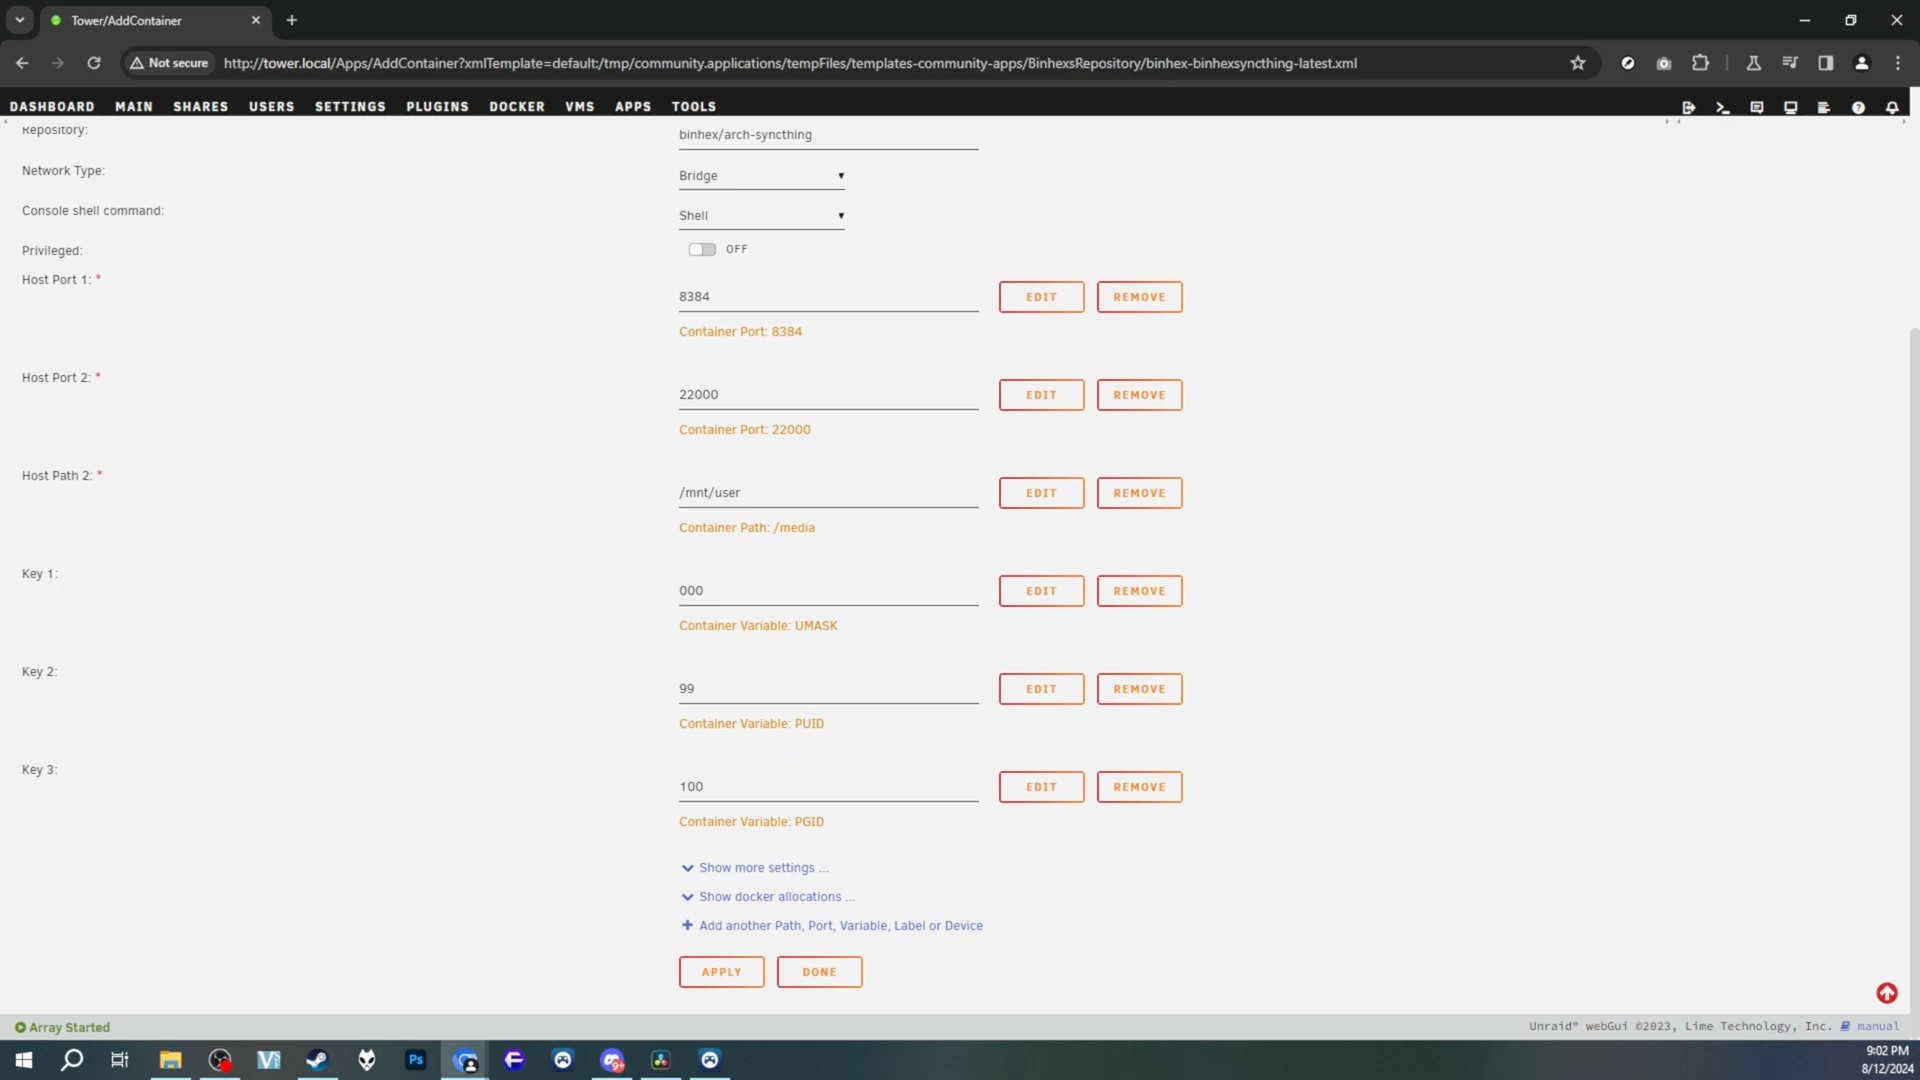 Tower/AddContainer
Not secure
http://tower.local/Apps/AddContainer?xmlTemplate=default:/tmp/community.applications/tempFiles/templates-community-apps/BinhexsRepository/binhex-binhexsyncthing-latest.xml
DASHBOARD MAIN SHARES USERS SETTINGS PLUGINS DOCKER VMS APPS TOOLS
Repository:
binhex/arch-syncthing
Network Type:
Bridge
Console shell command:
Shell
Privileged:
OFF
Host Port 1: *
8384
EDIT REMOVE
Container Port: 8384
Host Port 2: *
22000
EDIT REMOVE
Container Port: 22000
Host Path 2: *
/mnt/user
EDIT REMOVE
Container Path: /media
Key 1:
000
EDIT REMOVE
Container Variable: UMASK
Key 2:
99
EDIT REMOVE
Container Variable: PUID
Key 3:
100
EDIT REMOVE
Container Variable: PGID
Show more settings ...
Show docker allocations ...
Add another Path, Port, Variable, Label or Device
APPLY DONE
Array Started
Unraid® webGui ©2023, Lime Technology, Inc. manual
Ps
9+
9:02 PM
8/12/2024